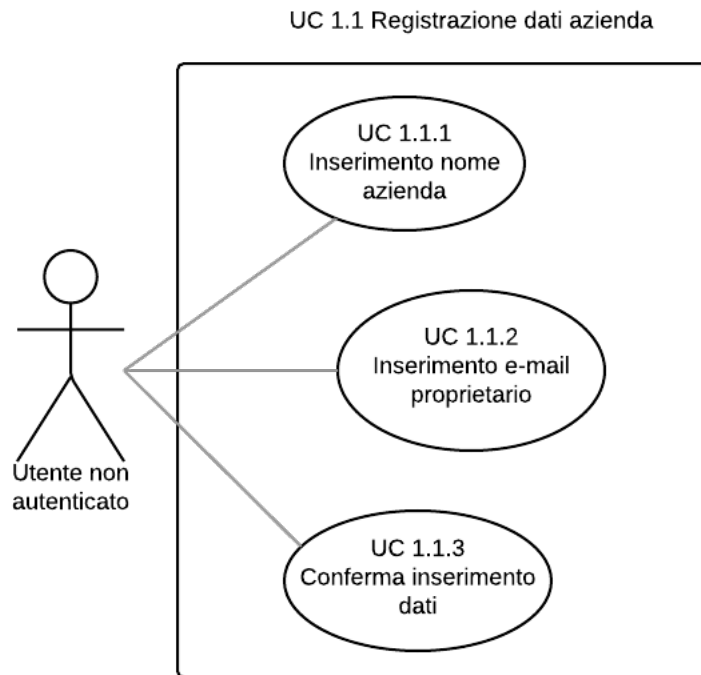 UC 1.1 Registrazione dati azienda
UC 1.1.1
Inserimento nome
azienda
UC 1.1.2
Inserimento e-mail
proprietario
Utente non
autenticato
UC 1.1.3
Conferma inserimento
dati